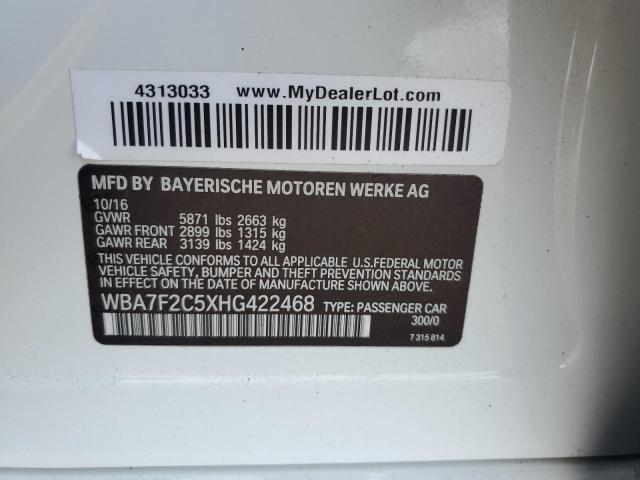 4313033 www.MyDealerLot.com
MFD BY BAYERISCHE MOTOREN WERKE AG
10/16
GVWR 5871 lbs 2663 kg
GAWR FRONT 2899 lbs 1315 kg
GAWR REAR 3139 lbs 1424 kg
THIS VEHICLE CONFORMS TO ALL APPLICABLE U.S.FEDERAL MOTOR
VEHICLE SAFETY, BUMPER AND THEFT PREVENTION STANDARDS
IN EFFECT ON THE DATE OF MANUFACTURE SHOWN ABOVE.
WBA7F2C5XHG422468 TYPE: PASSENGER CAR
300/0
7 315 814